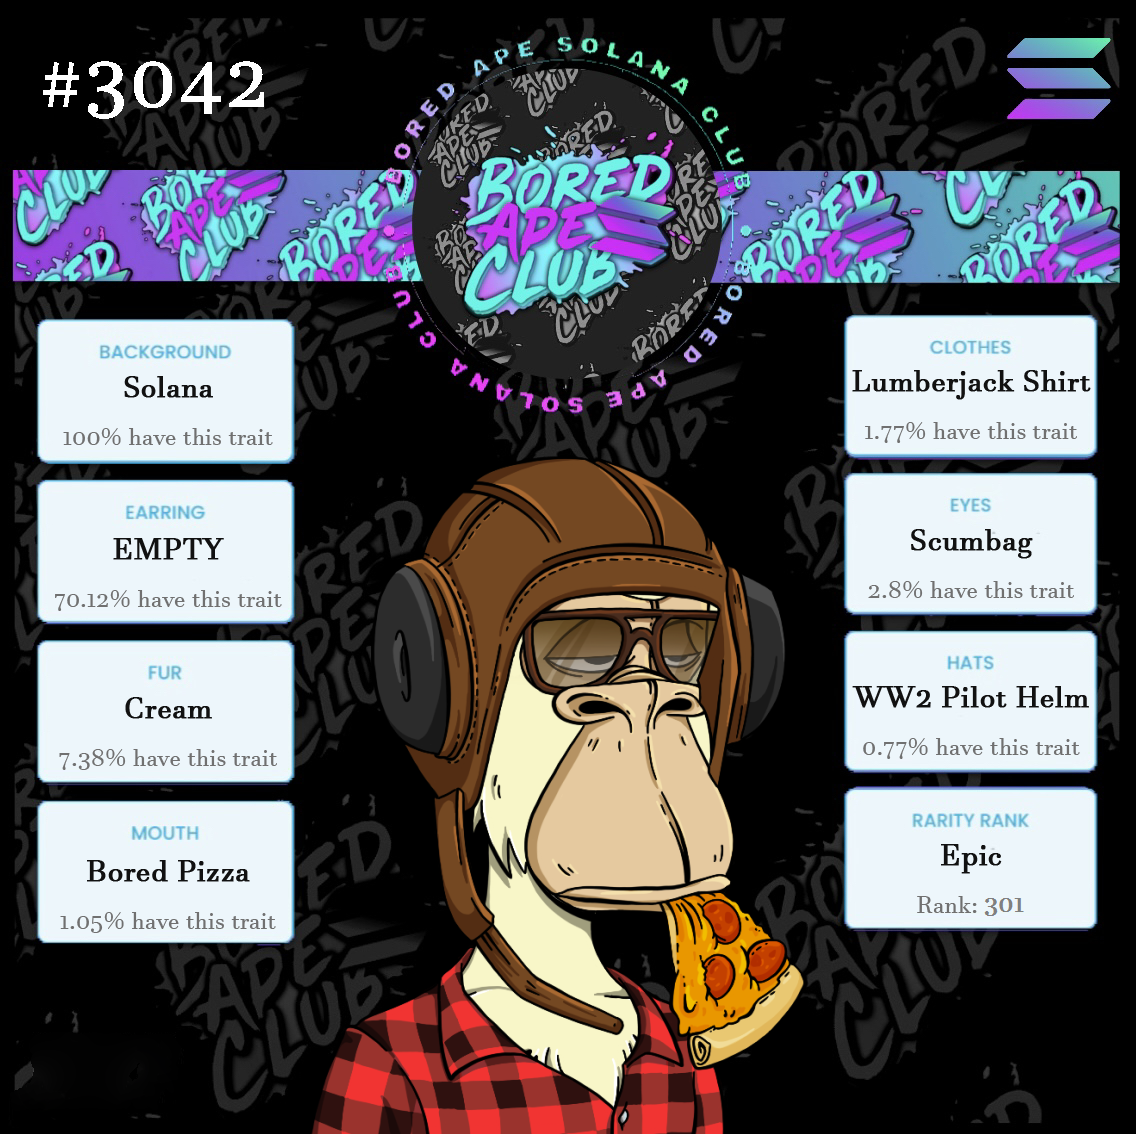 #3042
BORED APE SOLANA CLUB
BORED APE SOLANA CLUB
BORED
APE
CLUB
BACKGROUND
Solana
100% have this trait
EARRING
EMPTY
70.12% have this trait
FUR
Cream
7.38% have this trait
MOUTH
Bored Pizza
1.05% have this trait
CLOTHES
Lumberjack Shirt
1.77% have this trait
EYES
Scumbag
2.8% have this trait
HATS
WW2 Pilot Helm
0.77% have this trait
RARITY RANK
Epic
Rank: 301